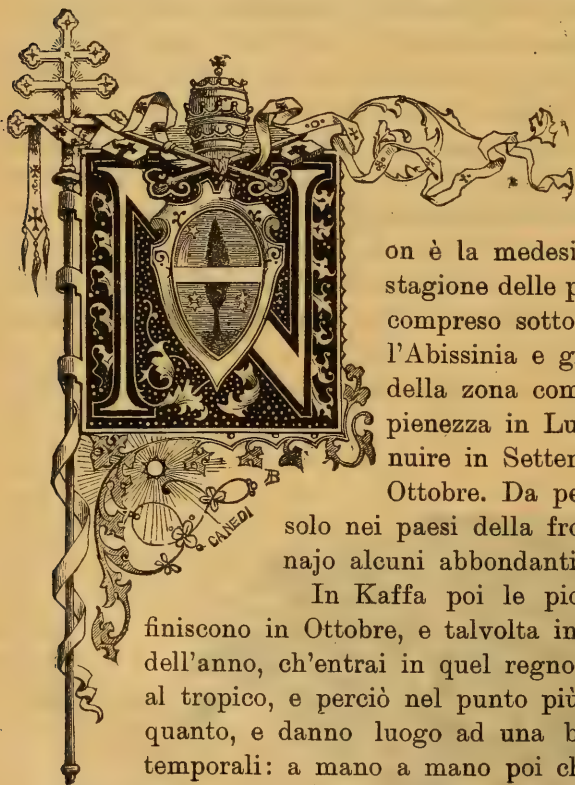 N
on è la medesi
stagione delle p
compreso sotto
l'Abissinia e g
della zona com
pienezza in Lu
nuire in Setter
Ottobre. Da pe
solo nei paesi della fro
najo alcuni abbondanti
In Kaffa poi le pio
finiscono in Ottobre, e talvolta in
dell'anno, ch'entrai in quel regno
al tropico, e perciò nel punto più
quanto, e danno luogo ad una b
temporali: a mano a mano poi ch
B
CANEDI